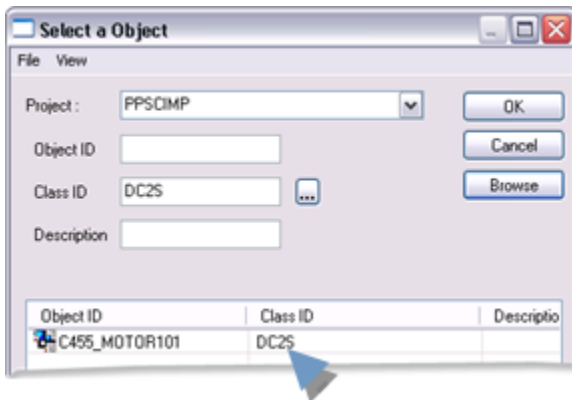 Select a Object
File View
Project : PPSCIMP OK
Object ID Cancel
Class ID DC2S ... Browse
Description
Object ID Class ID Descriptio
C455_MOTOR101 DC2S